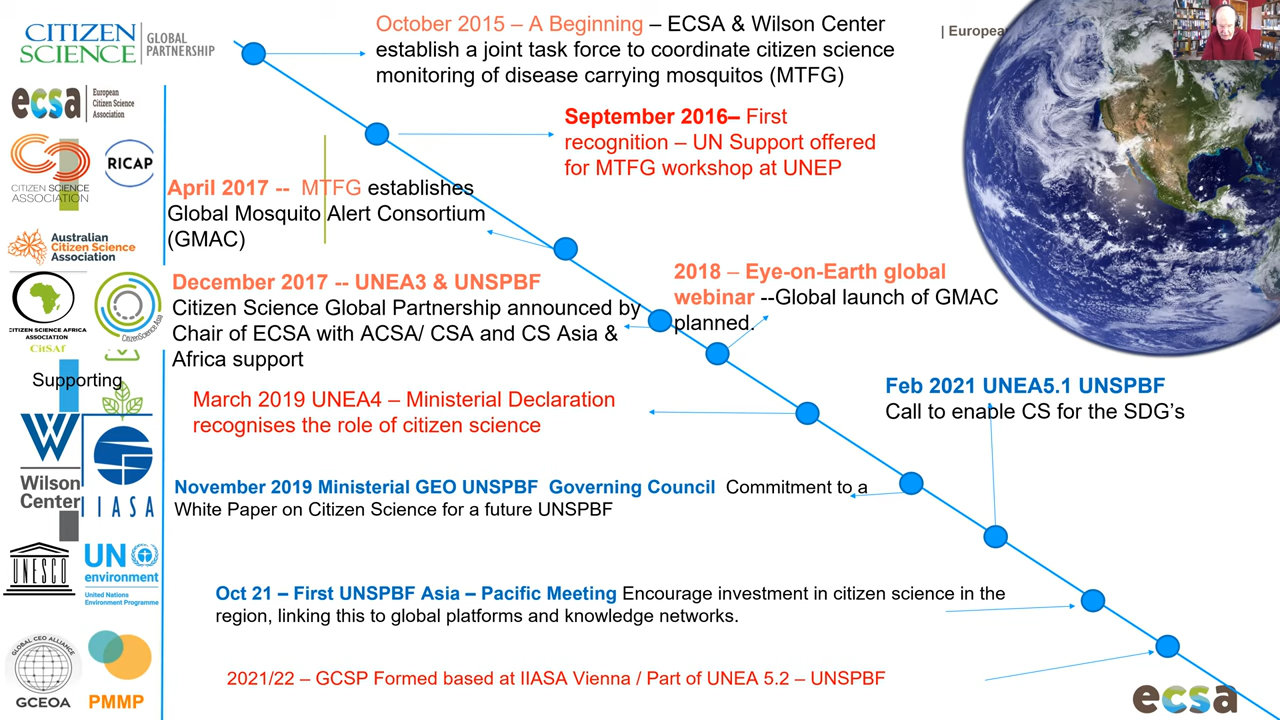 CITIZEN
SCIENCE
GLOBAL
PARTNERSHIP
October 2015 – A Beginning – ECSA & Wilson Center
establish a joint task force to coordinate citizen science
monitoring of disease carrying mosquitos (MTFG)
| European
ecsa
European
Citizen Science
Association
September 2016– First
recognition – UN Support offered
for MTFG workshop at UNEP
CITIZEN SCIENCE
ASSOCIATION
RICAP
April 2017 -- MTFG establishes
Global Mosquito Alert Consortium
(GMAC)
Australian
Citizen Science
Association
December 2017 -- UNEA3 & UNSPBF
Citizen Science Global Partnership announced by
Chair of ECSA with ACSA/ CSA and CS Asia &
Africa support
2018 – Eye-on-Earth global
webinar --Global launch of GMAC
planned.
CITIZEN SCIENCE AFRICA
ASSOCIATION
CitSAf
CitizenScience.Asia
Supporting
March 2019 UNEA4 – Ministerial Declaration
recognises the role of citizen science
Feb 2021 UNEA5.1 UNSPBF
Call to enable CS for the SDG's
W
Wilson
Center
IIASA
November 2019 Ministerial GEO UNSPBF Governing Council Commitment to a
White Paper on Citizen Science for a future UNSPBF
UNESCO
UN
environment
United Nations
Environment Programme
Oct 21 – First UNSPBF Asia – Pacific Meeting Encourage investment in citizen science in the
region, linking this to global platforms and knowledge networks.
GLOBAL CEO ALLIANCE
GCEOA
PMMP
2021/22 – GCSP Formed based at IIASA Vienna / Part of UNEA 5.2 – UNSPBF
ecsa